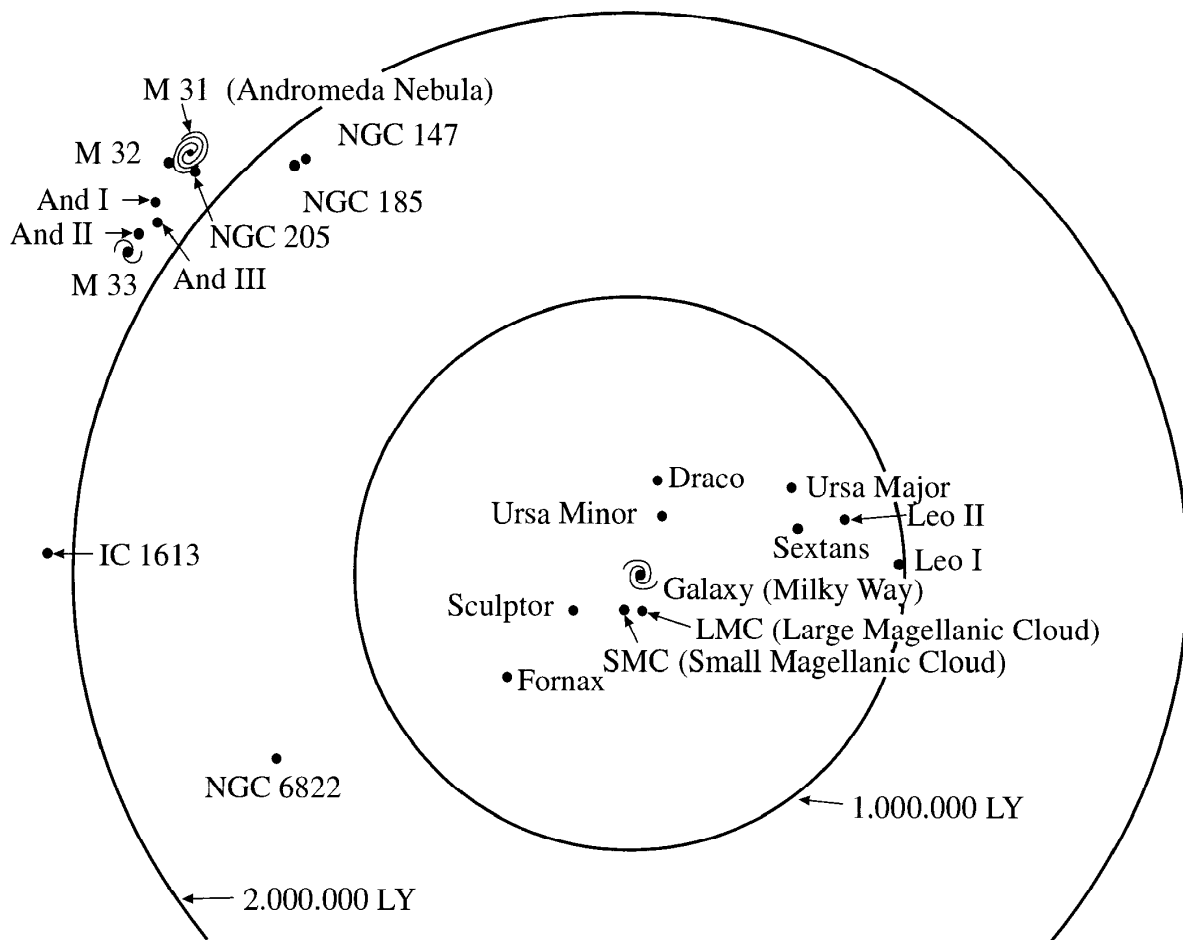 M 31 (Andromeda Nebula)
NGC 147
M 32
NGC 185
And I
And II
NGC 205
And III
M 33
Draco
Ursa Major
Ursa Minor
Leo II
Sextans
IC 1613
Leo I
Galaxy (Milky Way)
Sculptor
LMC (Large Magellanic Cloud)
SMC (Small Magellanic Cloud)
Fornax
NGC 6822
1.000.000 LY
2.000.000 LY